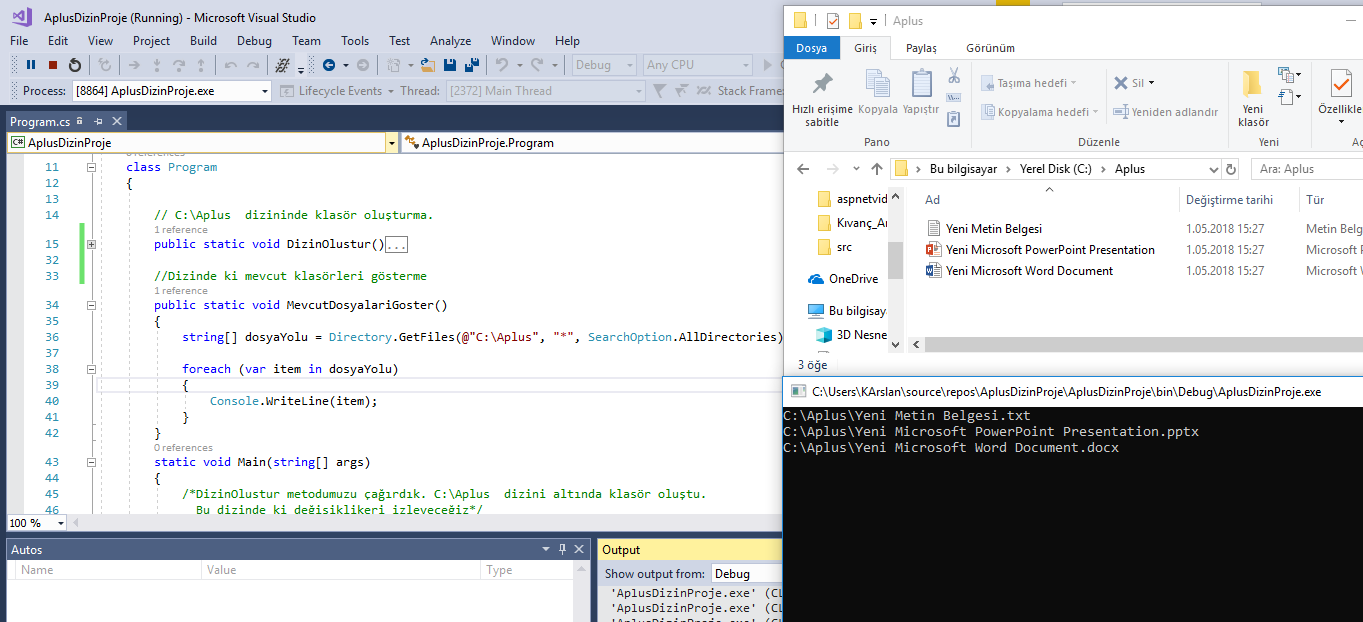 AplusDizinProje (Running) - Microsoft Visual Studio
File Edit View Project Build Debug Team Tools Test Analyze Window Help
Debug Any CPU
Process: [8864] AplusDizinProje.exe Lifecycle Events Thread: [2372] Main Thread Stack Frame:
Program.cs
C# AplusDizinProje AplusDizinProje.Program
0 references
11 class Program
12 {
13
14 // C:\Aplus dizininde klasör oluşturma.
1 reference
15 public static void DizinOlustur()...
32
33 //Dizinde ki mevcut klasörleri gösterme
1 reference
34 public static void MevcutDosyalariGoster()
35 {
36 string[] dosyaYolu = Directory.GetFiles(@"C:\Aplus", "*", SearchOption.AllDirectories)
37
38 foreach (var item in dosyaYolu)
39 {
40 Console.WriteLine(item);
41 }
42 }
0 references
43 static void Main(string[] args)
44 {
45 /*DizinOlustur metodumuzu çağırdık. C:\Aplus dizini altında klasör oluştu.
46 Bu dizinde ki değişiklikeri izleyeceğiz*/
100 %
Autos
Name Value Type
Output
Show output from: Debug
'AplusDizinProje.exe' (CL
'AplusDizinProje.exe' (CL
'AplusDizinProje.exe' (CL
Aplus
Dosya Giriş Paylaş Görünüm
Hızlı erişime sabitle
Kopyala
Yapıştır
Taşıma hedefi
Kopyalama hedefi
Sil
Yeniden adlandır
Yeni klasör
Özellikle
Pano Düzenle Yeni Aç
Bu bilgisayar Yerel Disk (C:) Aplus
Ara: Aplus
aspnetvid
Kıvanç_Ar
src
OneDrive
Bu bilgisaya
3D Nesne
Ad Değiştirme tarihi Tür
Yeni Metin Belgesi 1.05.2018 15:27 Metin Belg
Yeni Microsoft PowerPoint Presentation 1.05.2018 15:27 Microsoft P
Yeni Microsoft Word Document 1.05.2018 15:27 Microsoft W
3 öğe
C:\Users\KArslan\source\repos\AplusDizinProje\AplusDizinProje\bin\Debug\AplusDizinProje.exe
C:\Aplus\Yeni Metin Belgesi.txt
C:\Aplus\Yeni Microsoft PowerPoint Presentation.pptx
C:\Aplus\Yeni Microsoft Word Document.docx